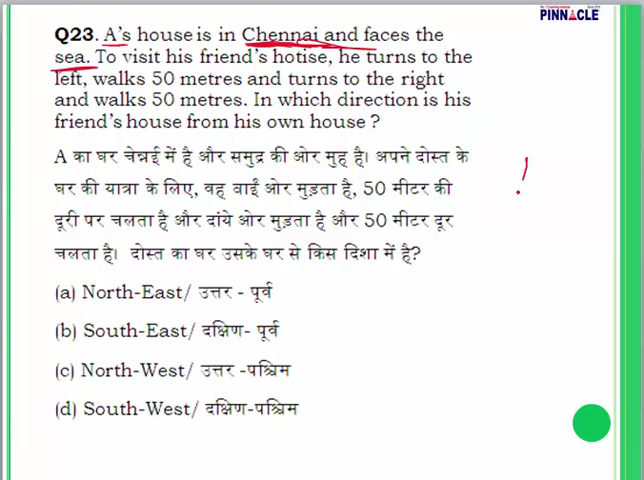 PINNACLE
Q23. A's house is in Chennai and faces the
sea. To visit his friend's hotise, he turns to the
left, walks 50 metres and turns to the right
and walks 50 metres. In which direction is his
friend's house from his own house ?
A का घर चेन्नई में है और समुद्र की ओर मुह है। अपने दोस्त के
घर की यात्रा के लिए, वह बाईं ओर मुड़ता है, 50 मीटर की
दूरी पर चलता है और दांये ओर मुड़ता है और 50 मीटर दूर
चलता है। दोस्त का घर उसके घर से किस दिशा में है?
(a) North-East/ उत्तर - पूर्व
(b) South-East/ दक्षिण- पूर्व
(c) North-West/ उत्तर -पश्चिम
(d) South-West/ दक्षिण-पश्चिम